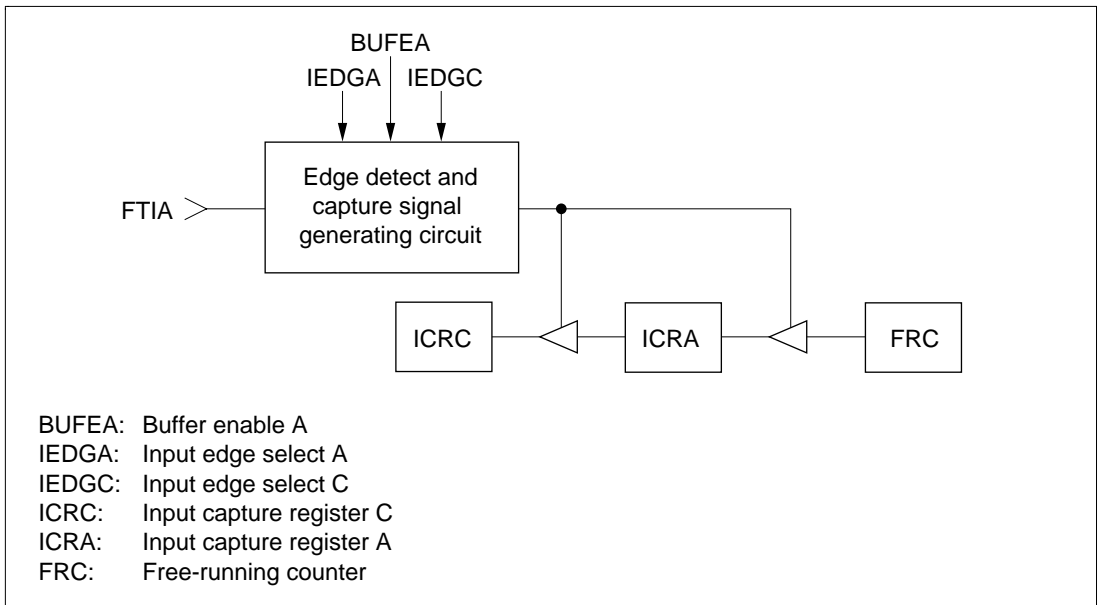 BUFEA
IEDGA IEDGC
Edge detect and
capture signal
generating circuit
FTIA
ICRC ICRA FRC
BUFEA: Buffer enable A
IEDGA: Input edge select A
IEDGC: Input edge select C
ICRC: Input capture register C
ICRA: Input capture register A
FRC: Free-running counter